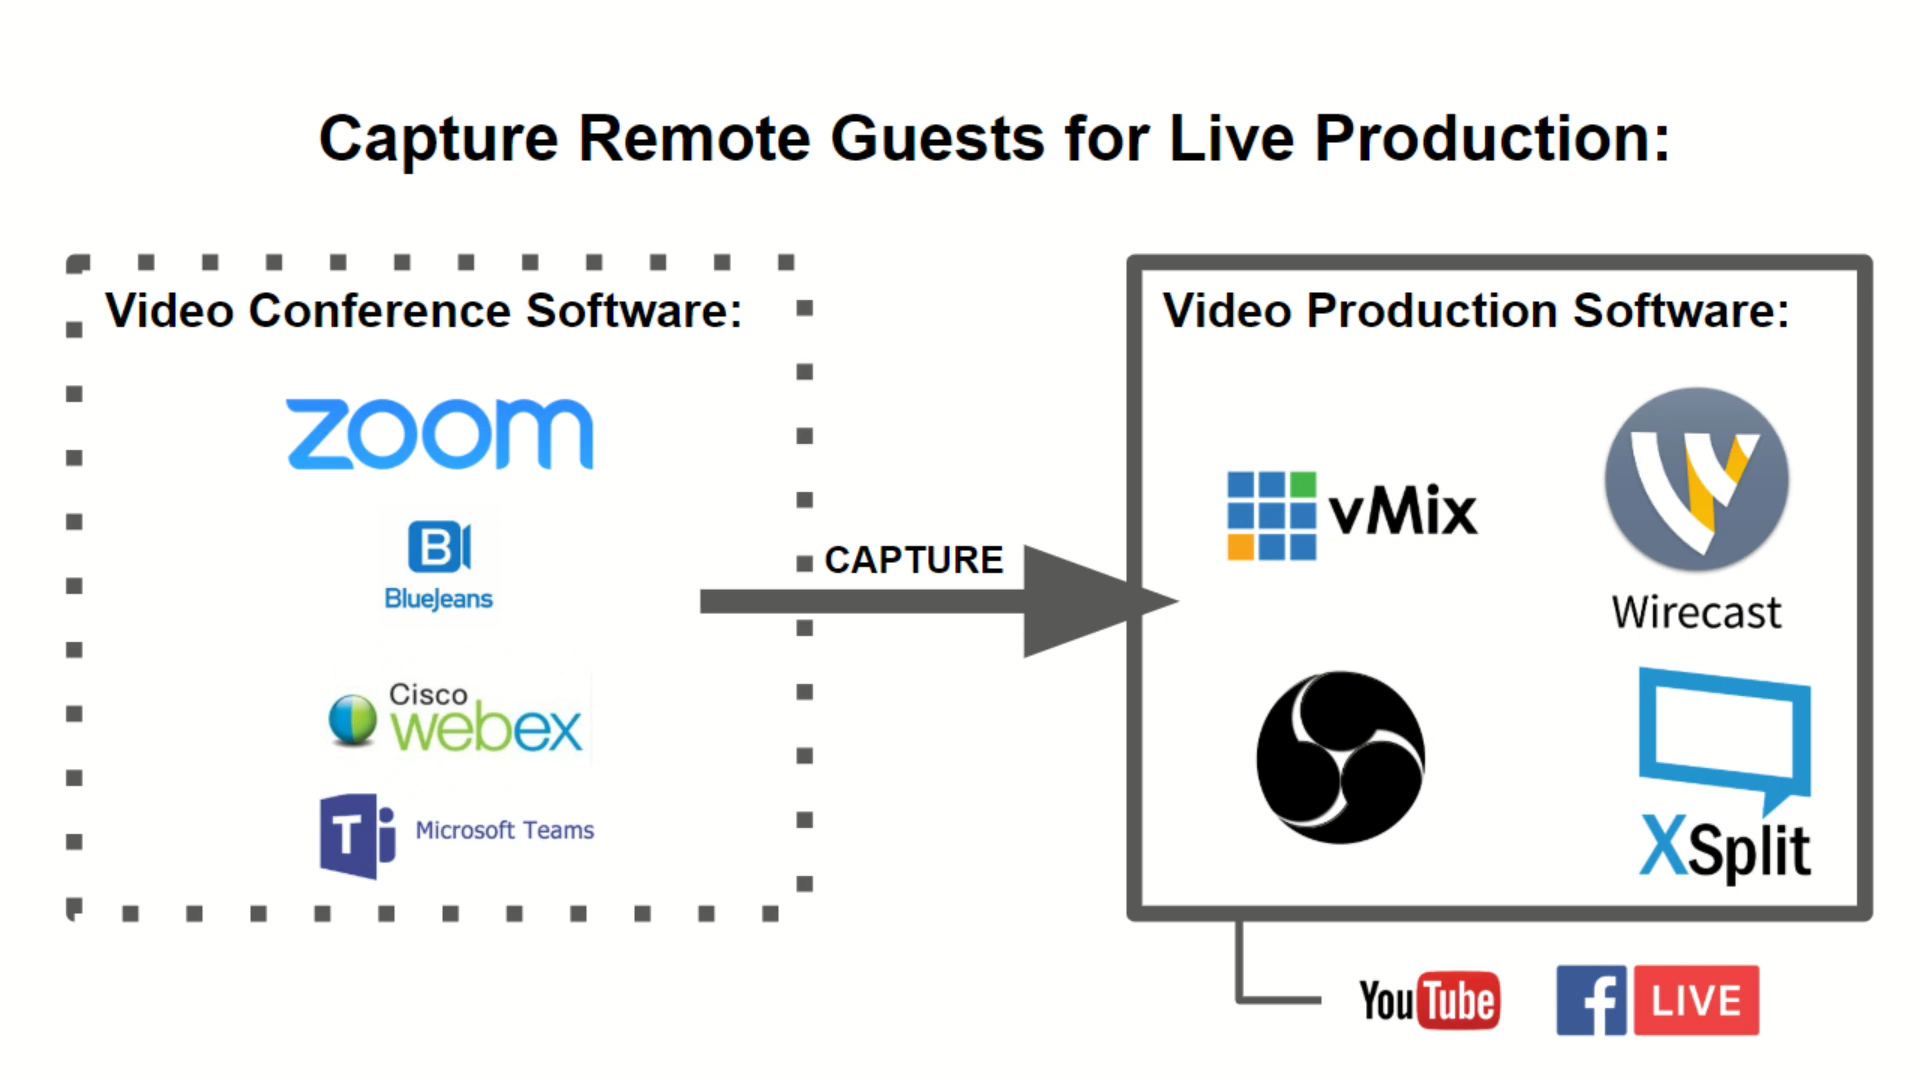 Capture Remote Guests for Live Production:
Video Conference Software:
zoom
B
BlueJeans
Cisco
webex
T
Microsoft Teams
CAPTURE
Video Production Software:
vMix
Wirecast
XSplit
YouTube
f LIVE